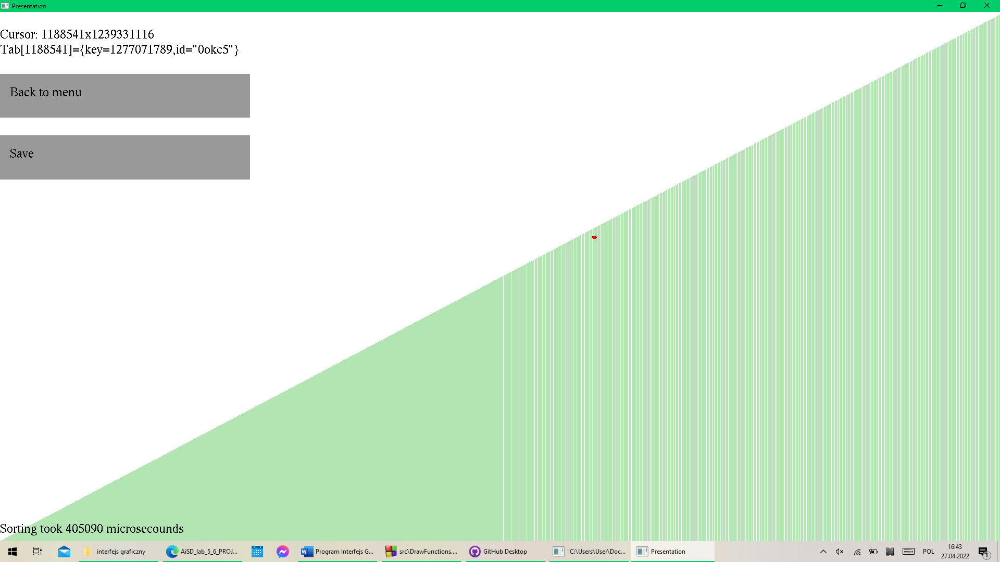 Presentation
Cursor: 1188541x1239331116
Tab[1188541]={key=1277071789,id="0okc5"}
Back to menu
Save
Sorting took 405090 microsecounds
interfejs graficzny
AiSD_lab_5_6_PROJ...
Program Interfejs G...
src\DrawFunctions....
GitHub Desktop
"C:\Users\User\Doc...
Presentation
POL
16:43
27.04.2022
1